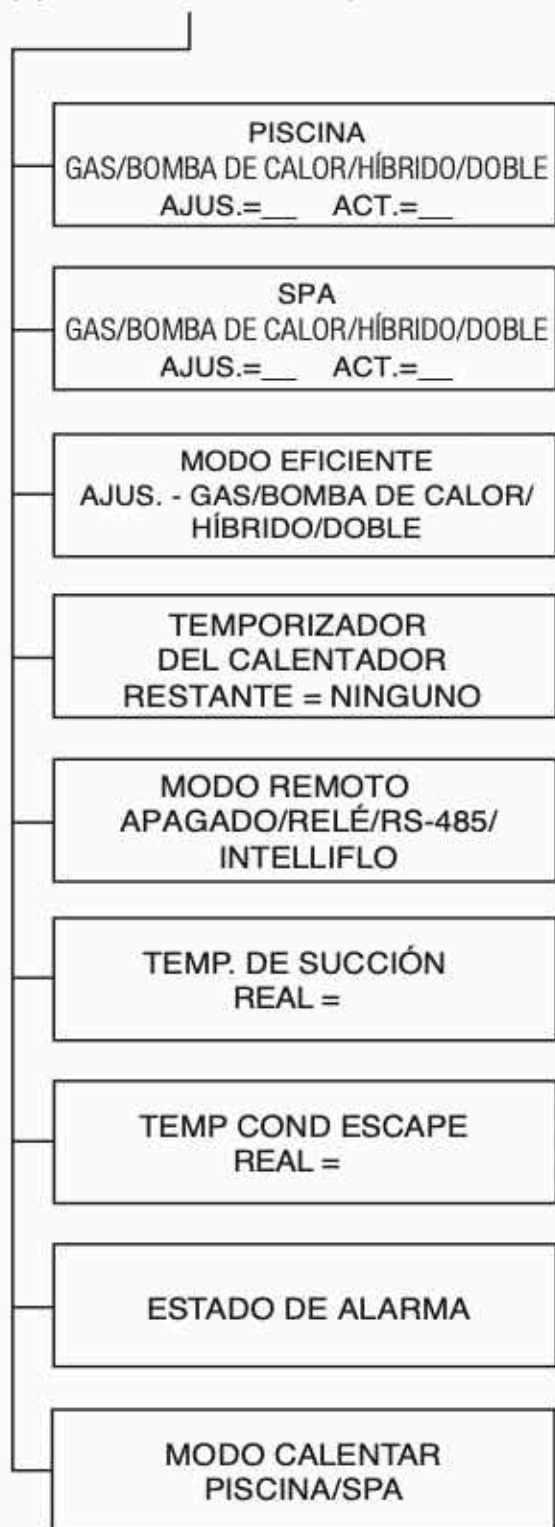 PISCINA
GAS/BOMBA DE CALOR/HÍBRIDO/DOBLE
AJUS.=__ ACT.=__
SPA
GAS/BOMBA DE CALOR/HÍBRIDO/DOBLE
AJUS.=__ ACT.=__
MODO EFICIENTE
AJUS. - GAS/BOMBA DE CALOR/
HÍBRIDO/DOBLE
TEMPORIZADOR
DEL CALENTADOR
RESTANTE = NINGUNO
MODO REMOTO
APAGADO/RELÉ/RS-485/
INTELLIFLO
TEMP. DE SUCCIÓN
REAL =
TEMP COND ESCAPE
REAL =
ESTADO DE ALARMA
MODO CALENTAR
PISCINA/SPA